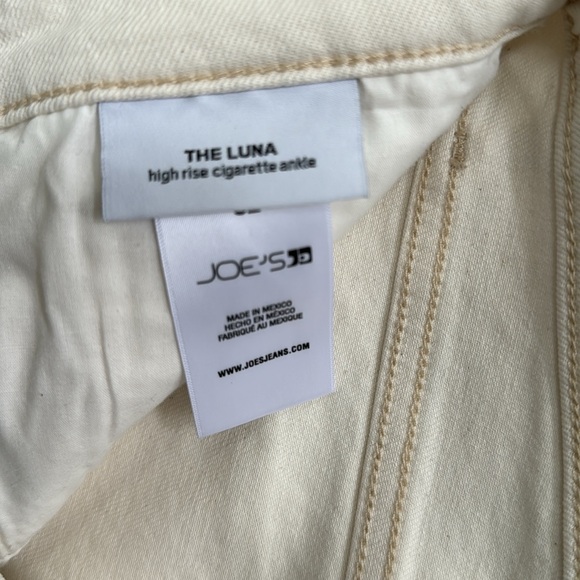 THE LUNA
high rise cigarette ankle
JOE'S
MADE IN MEXICO
HECHO EN MÉXICO
FABRIQUÉ AU MEXIQUE
WWW.JOESJEANS.COM